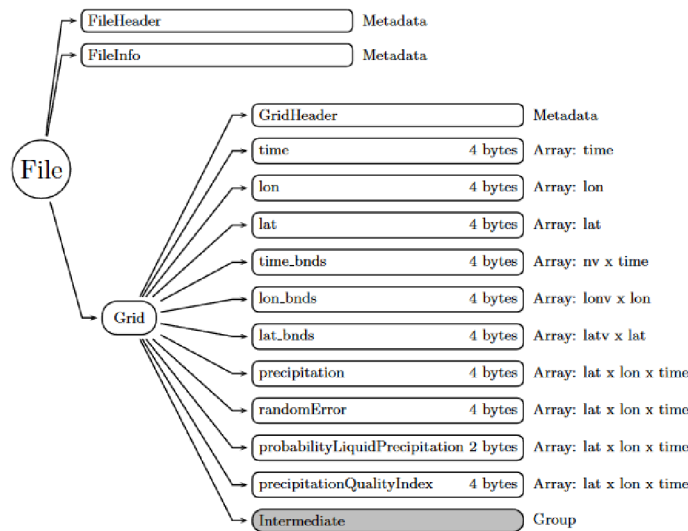 FileHeader Metadata
FileInfo Metadata
GridHeader Metadata
time 4 bytes Array: time
File
lon 4 bytes Array: lon
lat 4 bytes Array: lat
time_bnds 4 bytes Array: nv x time
lon_bnds 4 bytes Array: lonv x lon
Grid
lat_bnds 4 bytes Array: latv x lat
precipitation 4 bytes Array: lat x lon x time
randomError 4 bytes Array: lat x lon x time
probabilityLiquidPrecipitation 2 bytes Array: lat x lon x time
precipitationQualityIndex 4 bytes Array: lat x lon x time
Intermediate Group